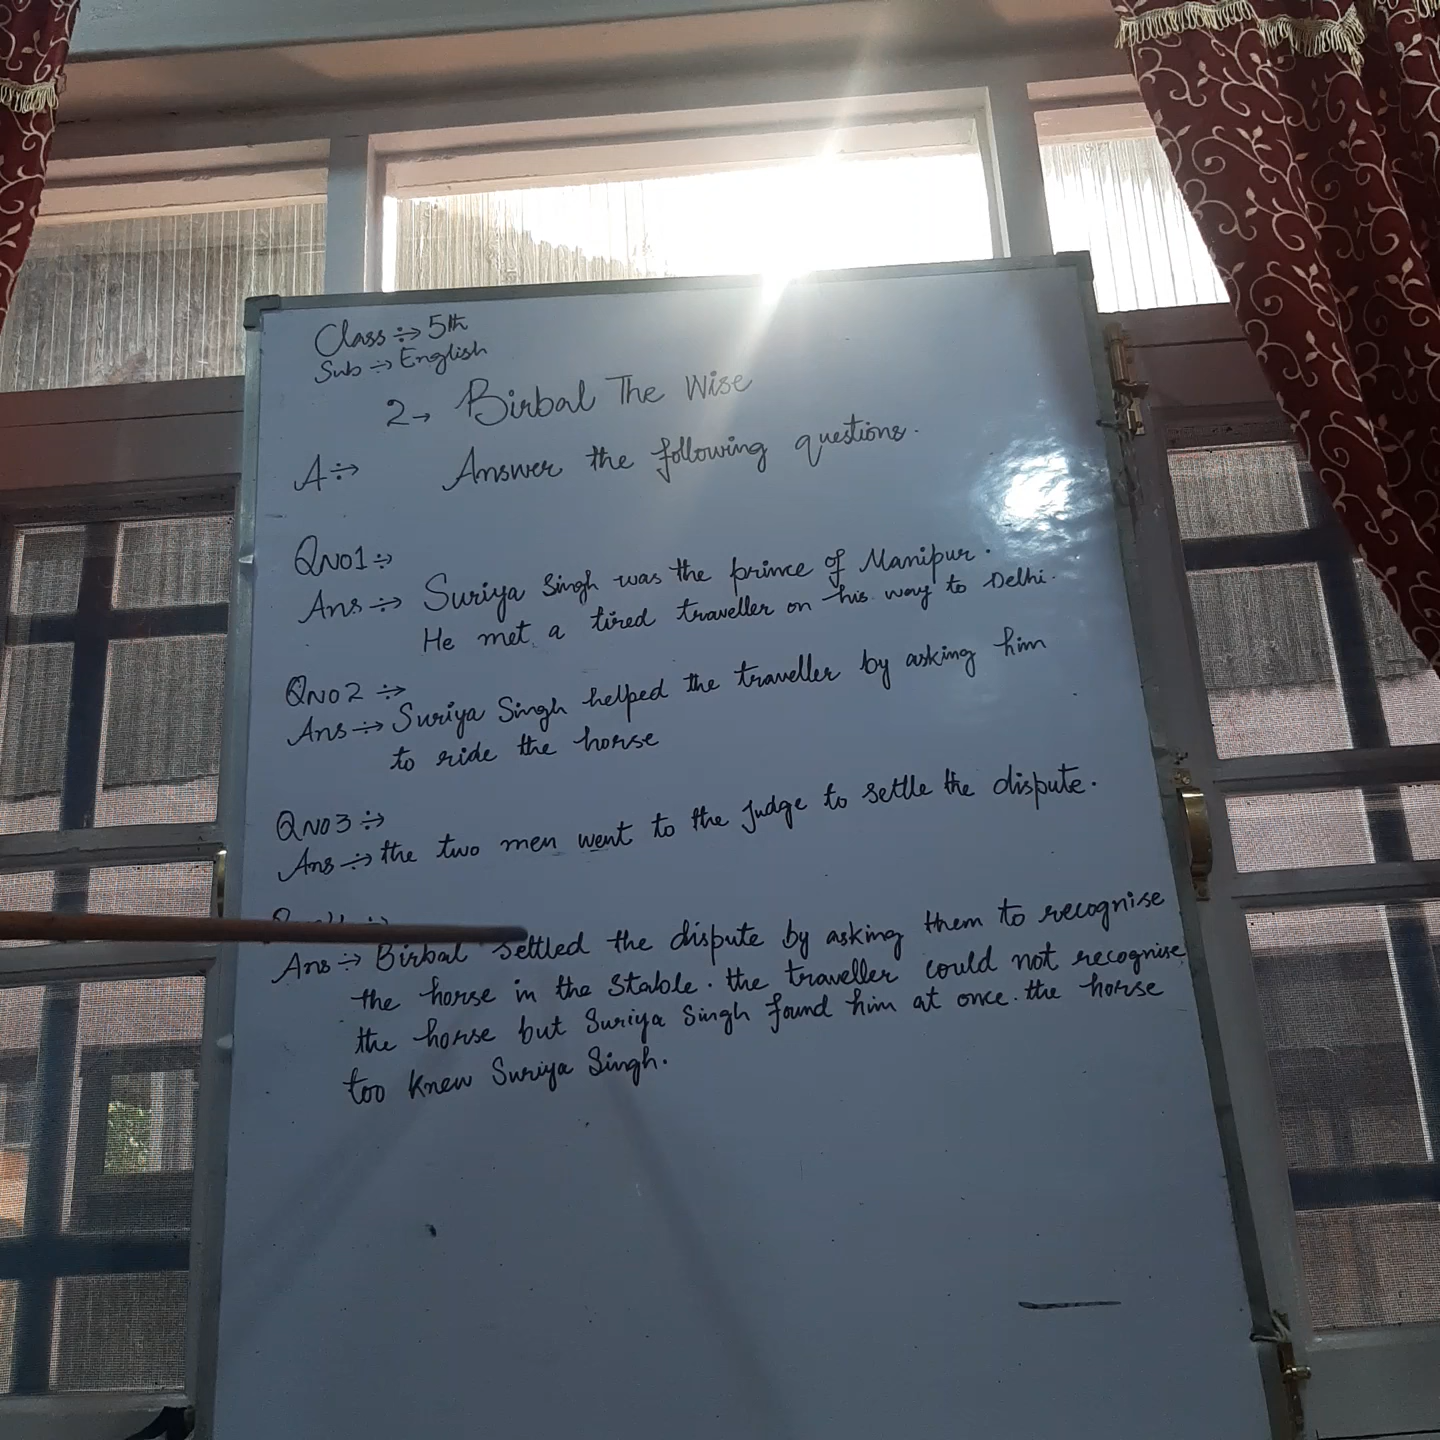 Class ÷> 5th
Sub ÷> English
2→ Birbal The Wise
A ÷> Answer the following questions.
QNo1 ÷>
Ans ÷> Suriya Singh was the prince of Manipur.
He met a tired traveller on his way to Delhi.
QNo2 ÷>
Ans ÷> Suriya Singh helped the traveller by asking him
to ride the horse
QNo3 ÷>
Ans ÷> the two men went to the Judge to settle the dispute.
Ans ÷> Birbal settled the dispute by asking them to recognise
the horse in the stable. the traveller could not recognise
the horse but Suriya Singh found him at once. the horse
too knew Suriya Singh.